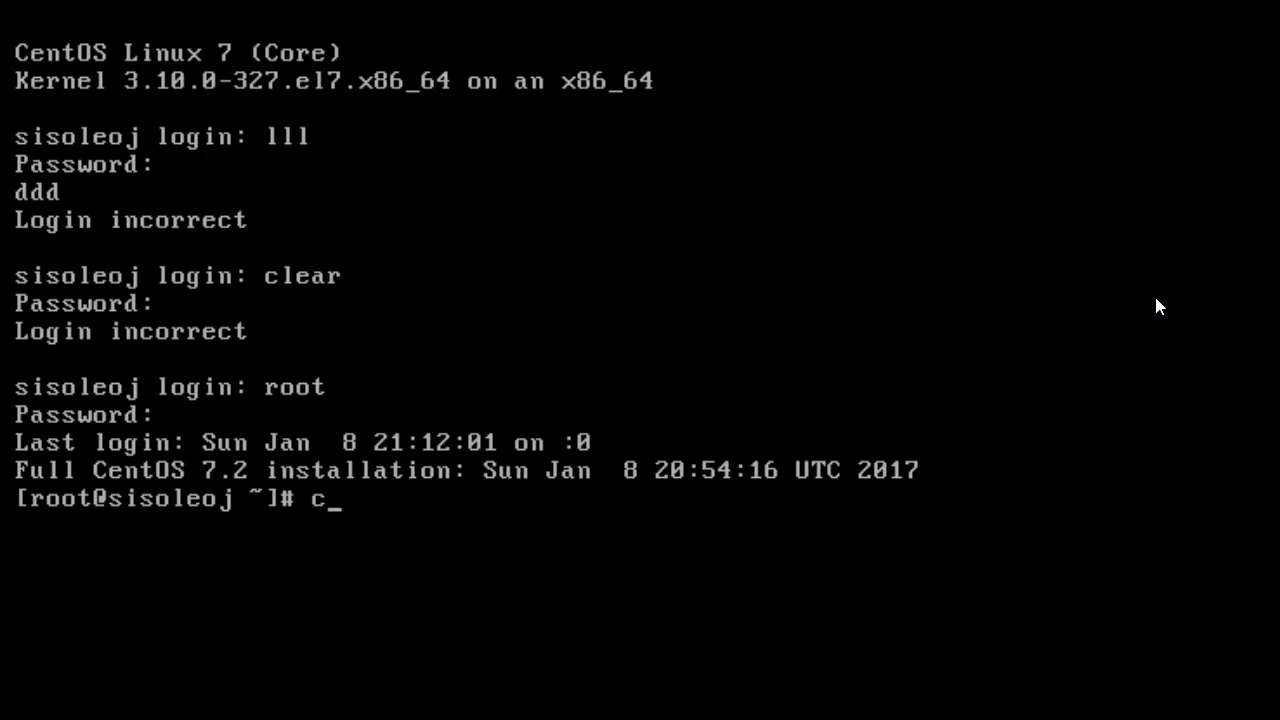 CentOS Linux 7 (Core)
Kernel 3.10.0-327.el7.x86_64 on an x86_64
sisoleoj login: lll
Password:
ddd
Login incorrect
sisoleoj login: clear
Password:
Login incorrect
sisoleoj login: root
Password:
Last login: Sun Jan  8 21:12:01 on :0
Full CentOS 7.2 installation: Sun Jan  8 20:54:16 UTC 2017
[root@sisoleoj ~]# c_